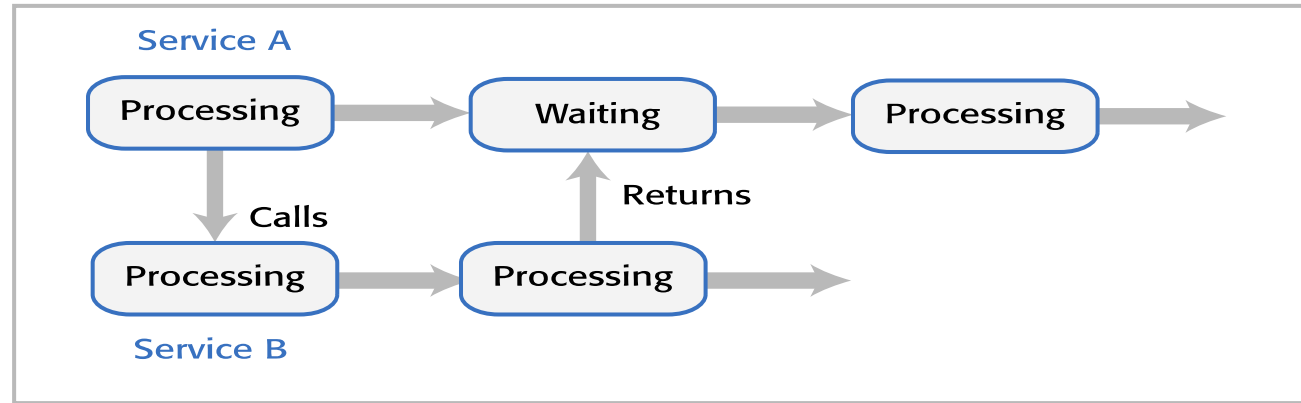 Service A
Processing
Waiting
Processing
Calls
Returns
Processing
Processing
Service B